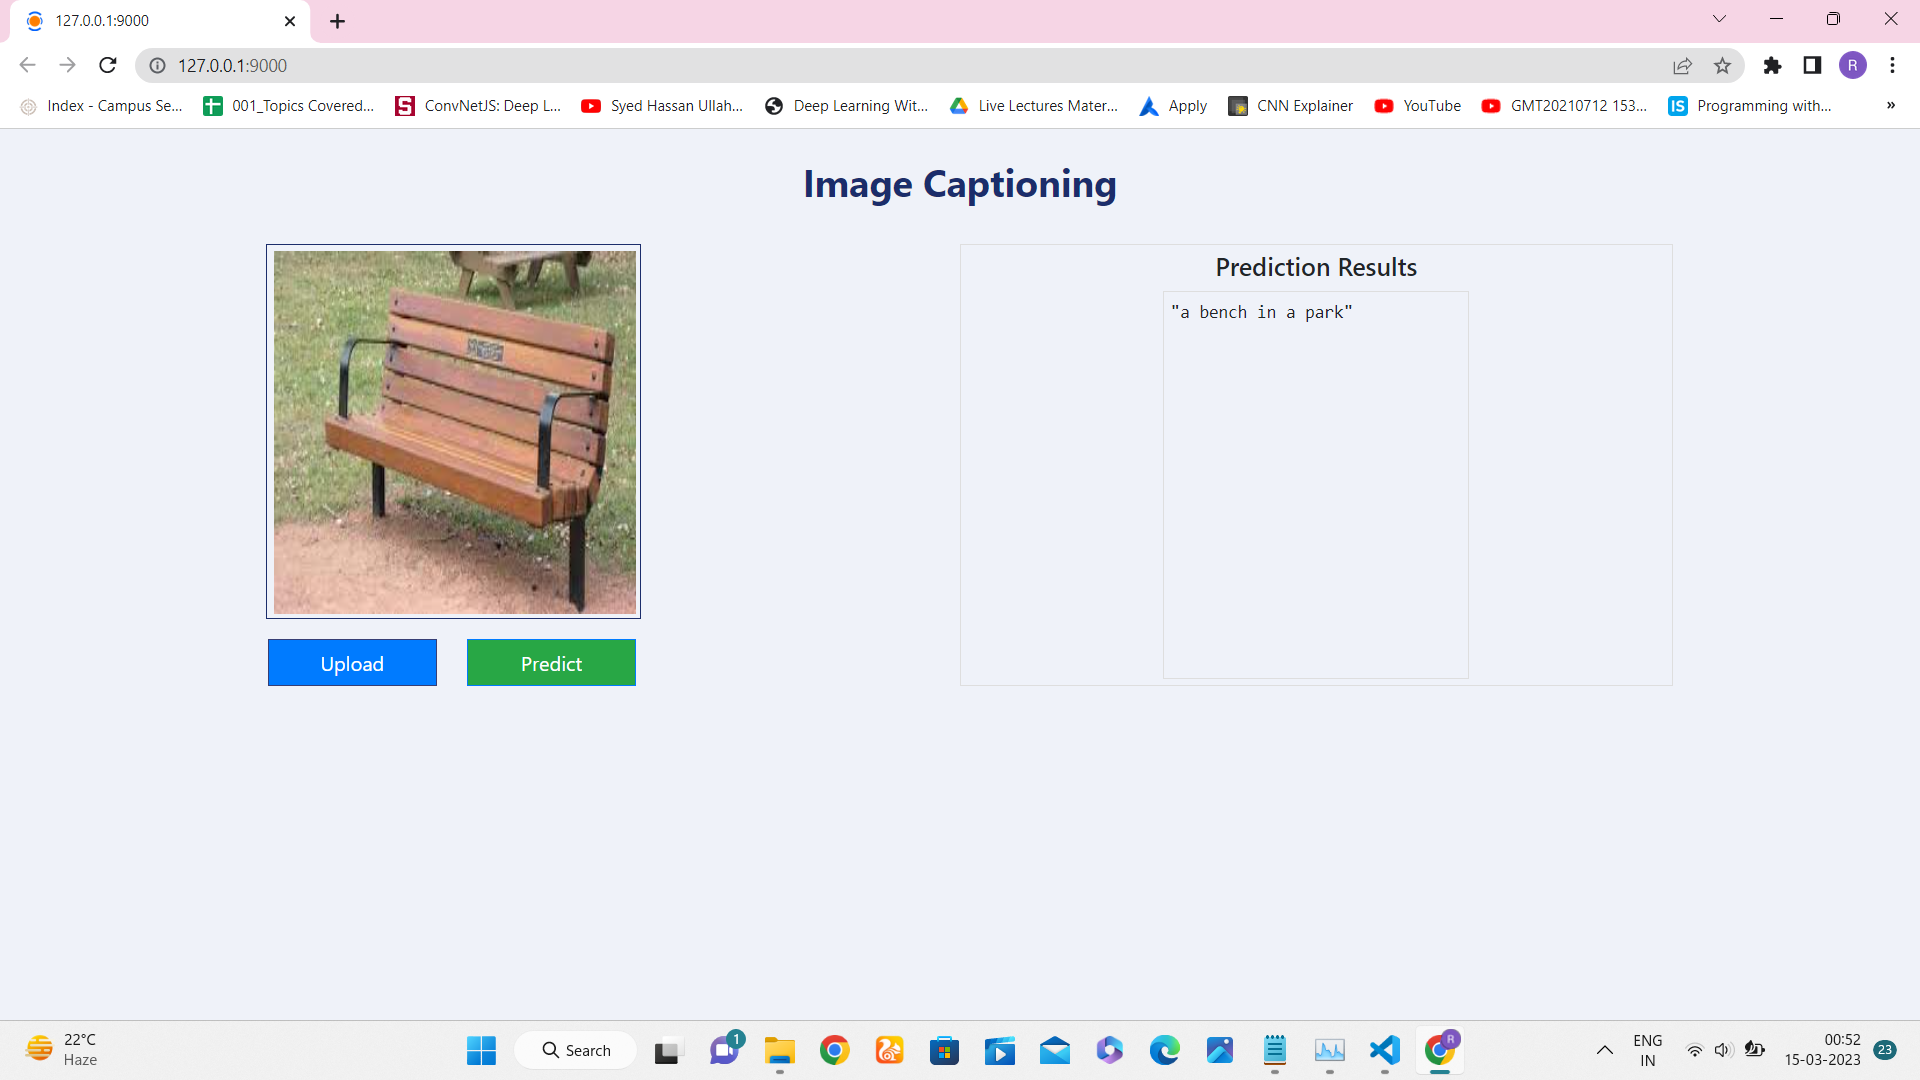 127.0.0.1:9000
127.0.0.1:9000
R
Index - Campus Se...
001_Topics Covered...
ConvNetJS: Deep L...
Syed Hassan Ullah...
Deep Learning Wit...
Live Lectures Mater...
Apply
CNN Explainer
YouTube
GMT20210712 153...
Programming with...
»
Image Captioning
Prediction Results
"a bench in a park"
Upload
Predict
22°C
Haze
Search
1
R
ENG
IN
00:52
15-03-2023
23